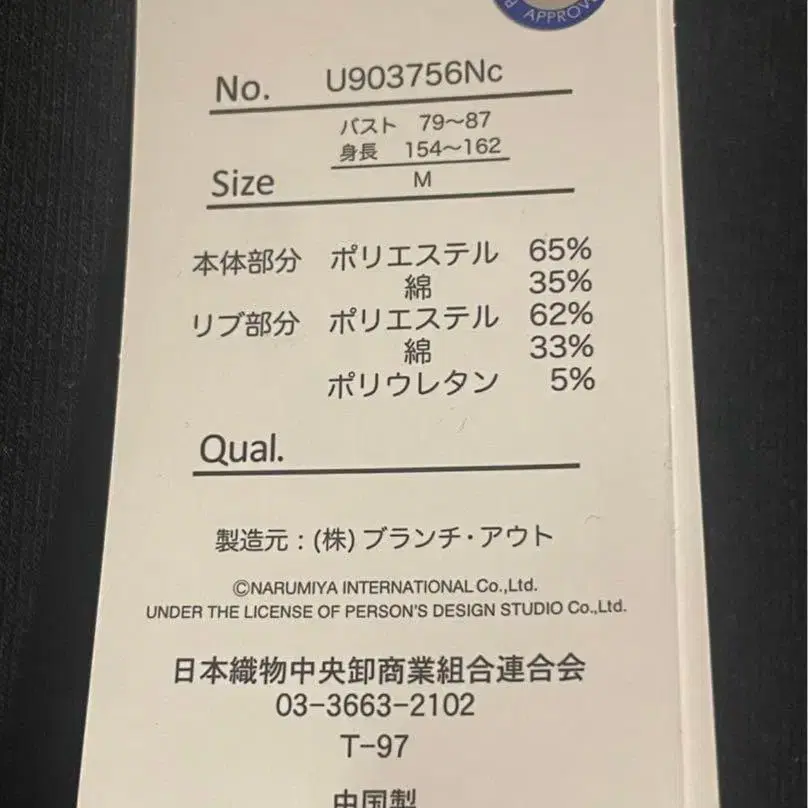 APPROVE
No. U903756Nc
バスト 79〜87
身長 154〜162
Size M
本体部分 ポリエステル 65%
綿 35%
リブ部分 ポリエステル 62%
綿 33%
ポリウレタン 5%
Qual.
製造元:(株)ブランチ・アウト
©NARUMIYA INTERNATIONAL Co.,Ltd.
UNDER THE LICENSE OF PERSON'S DESIGN STUDIO Co.,Ltd.
日本織物中央卸商業組合連合会
03-3663-2102
T-97
中国製